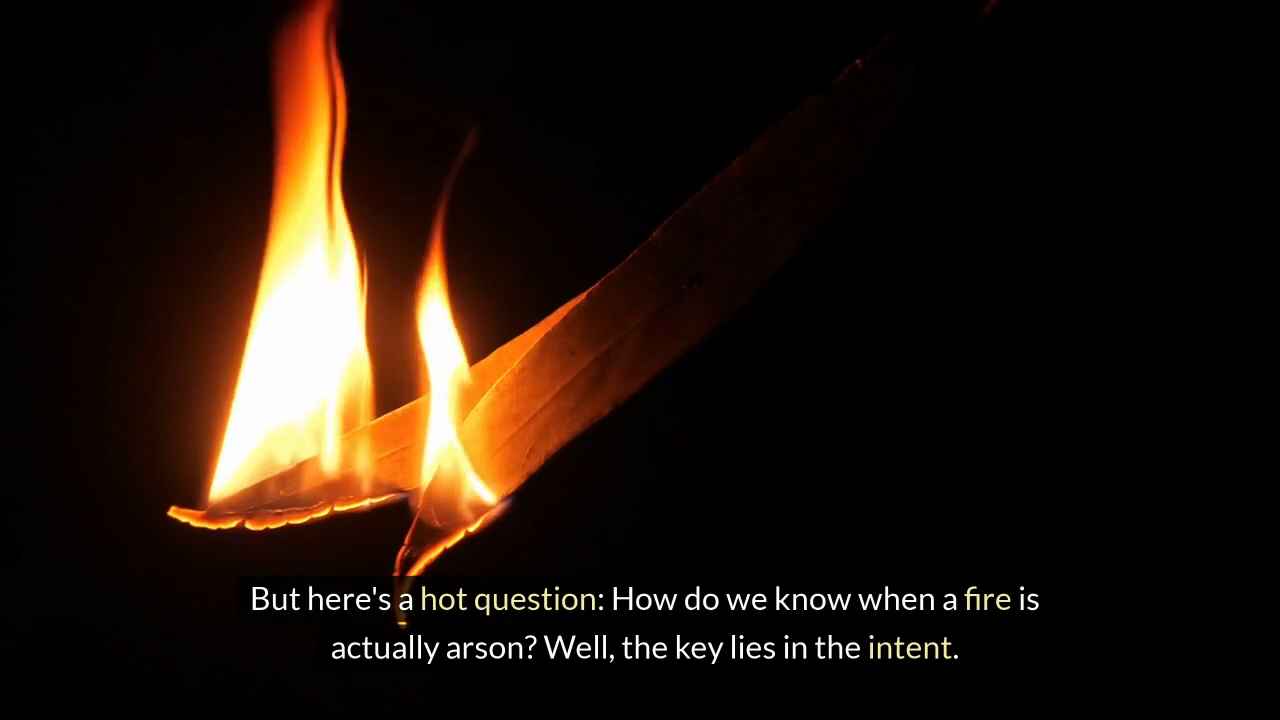 But here's a hot question: How do we know when a fire is
actually arson? Well, the key lies in the intent.